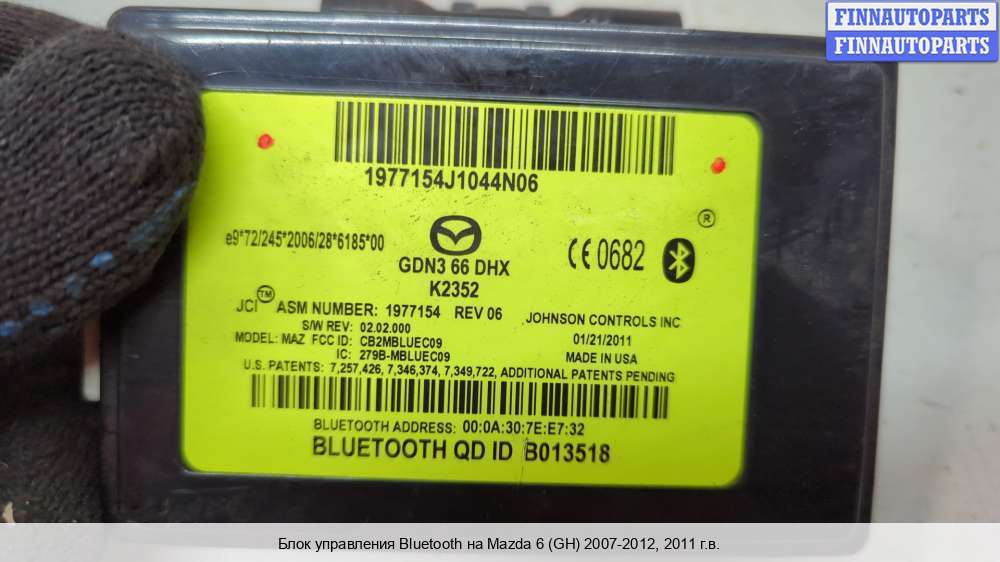 FINNAUTOPARTS
FINNAUTOPARTS
1977154J1044N06
®
e9*72/245*2006/28*6185*00
CE0682
GDN3 66 DHX
K2352
JCI™ ASM NUMBER: 1977154 REV 06
JOHNSON CONTROLS INC
S/W REV: 02.02.000
01/21/2011
MODEL: MAZ FCC ID: CB2MBLUEC09
IC: 279B-MBLUEC09
MADE IN USA
U.S. PATENTS: 7,257,426, 7,346,374, 7,349,722, ADDITIONAL PATENTS PENDING
BLUETOOTH ADDRESS: 00:0A:30:7E:E7:32
BLUETOOTH QD ID B013518
Блок управления Bluetooth на Mazda 6 (GH) 2007-2012, 2011 г.в.